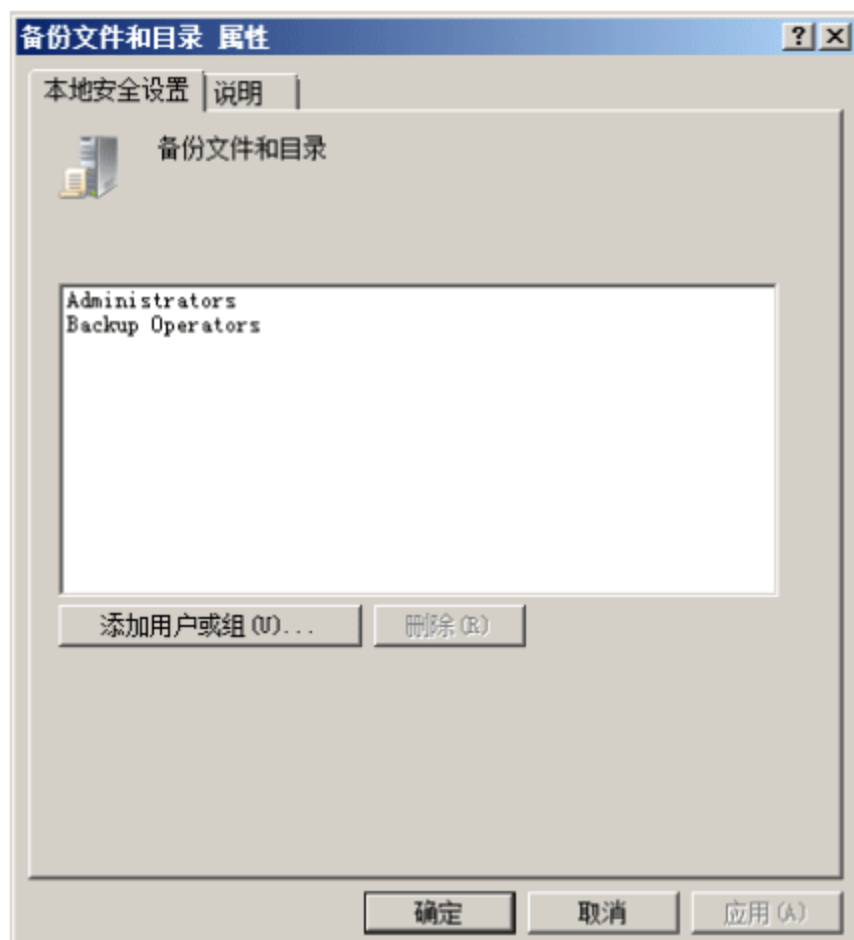 备份文件和目录 属性
本地安全设置 说明
备份文件和目录
Administrators
Backup Operators
添加用户或组(U)... 删除(R)
确定 取消 应用(A)